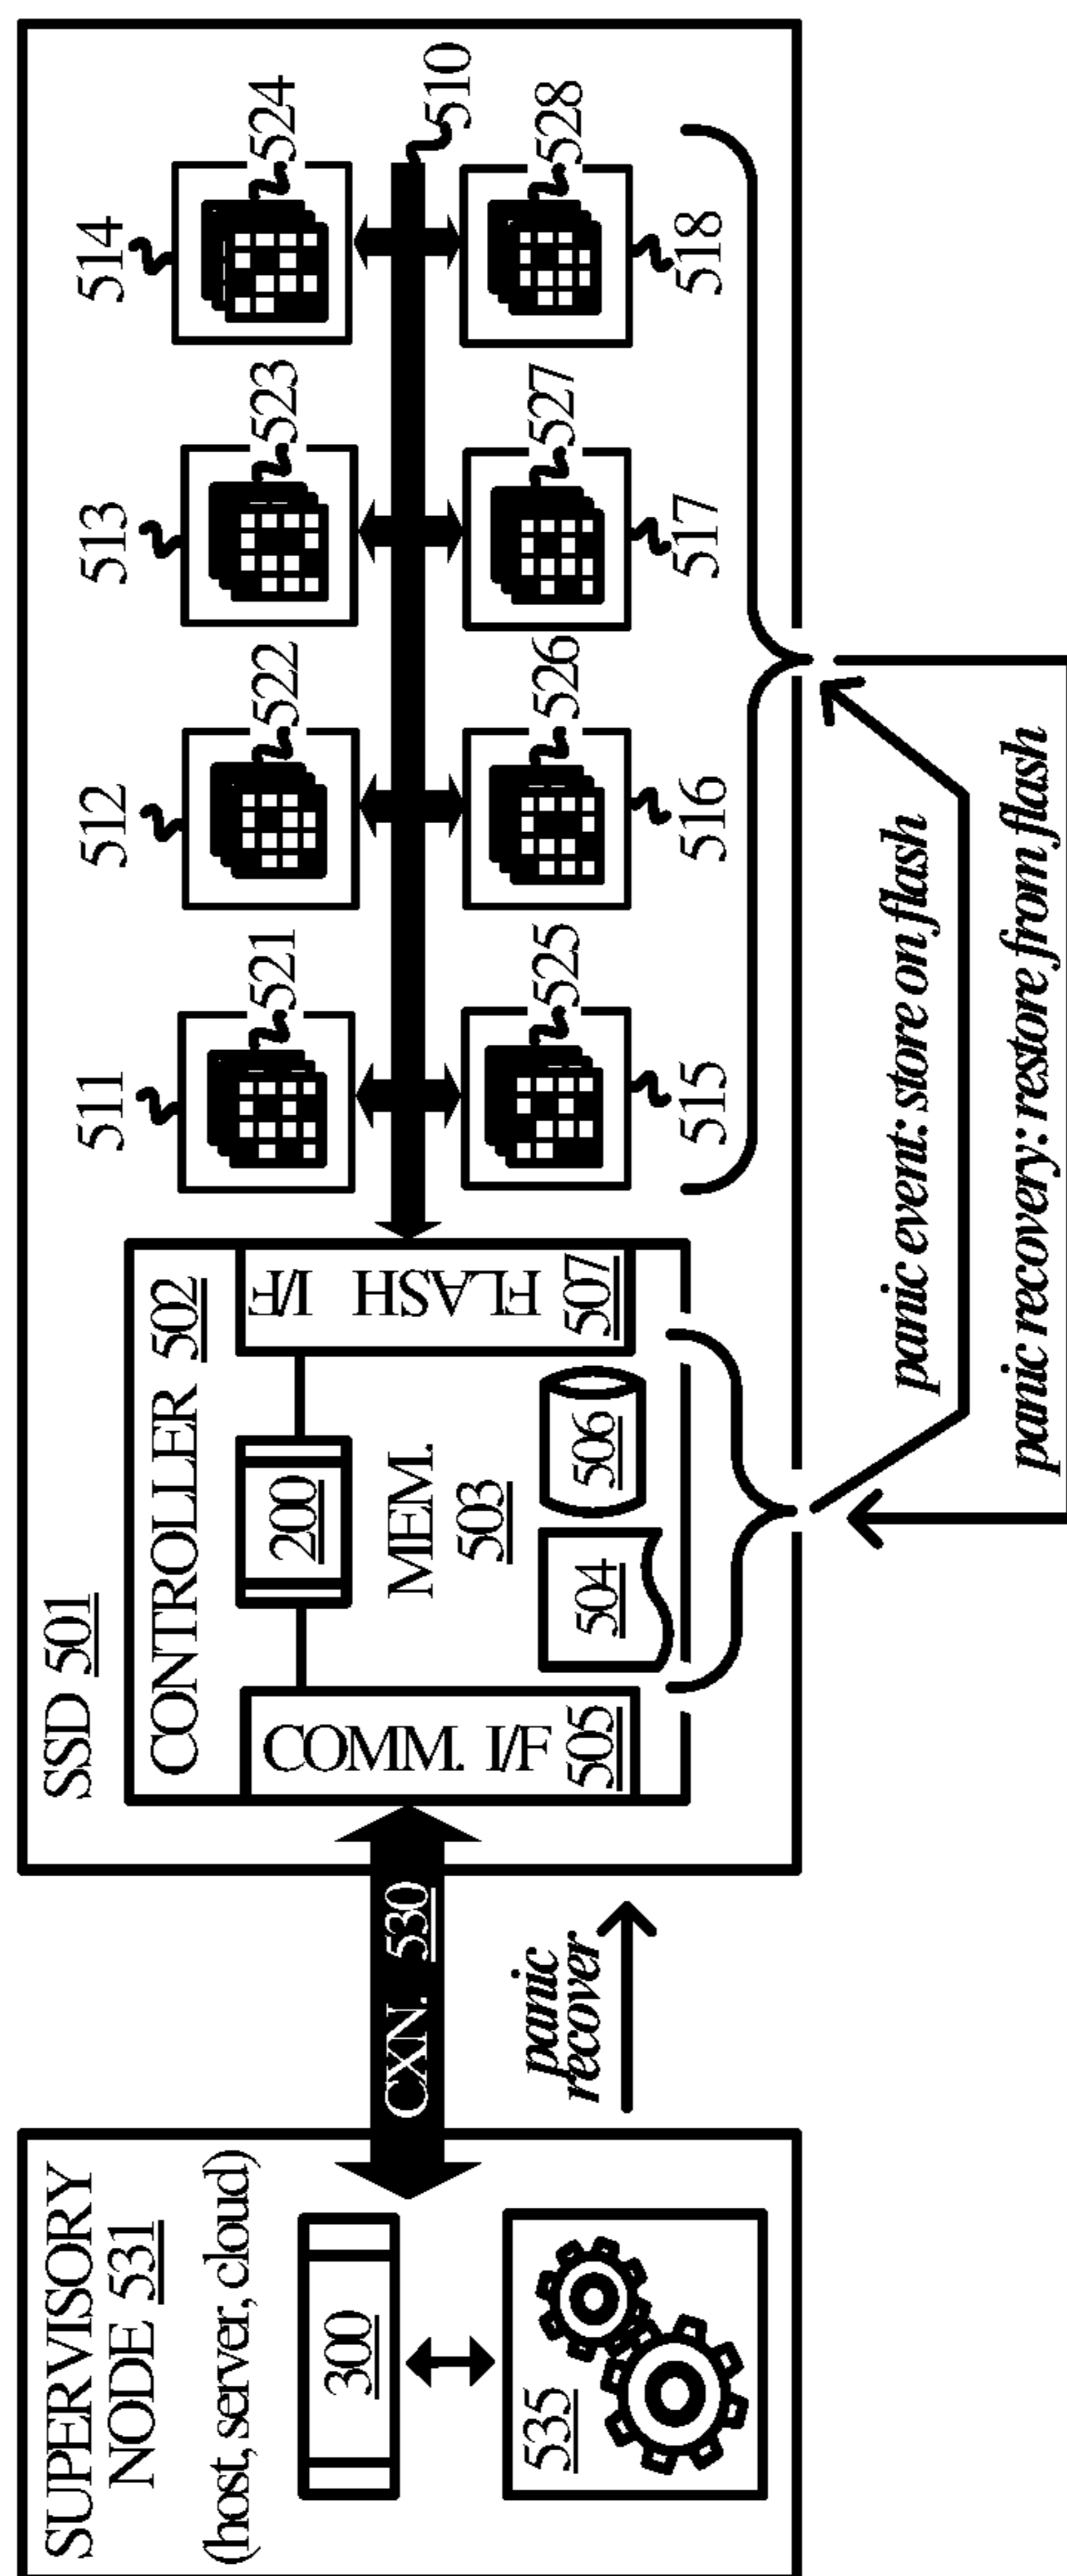 SUPERVISORY
NODE 531
(host, server, cloud)
300
535
CXN. 530
panic
recover
SSD 501
CONTROLLER 502
COMM. I/F
505
200
MEM.
503
504
506
FLASH I/F
507
511
512
513
514
521
522
523
524
510
525
526
527
528
515
516
517
518
panic event: store on flash
panic recovery: restore from flash